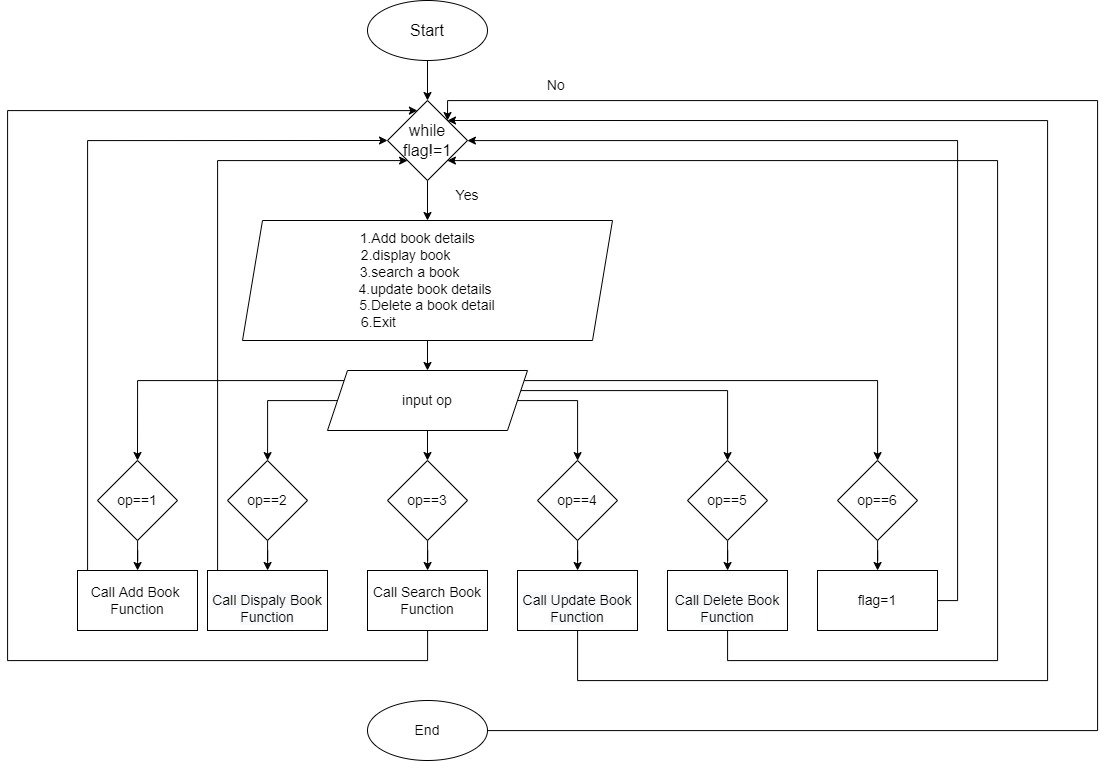 Start
No
while
flag!=1
Yes
1.Add book details
2.display book
3.search a book
4.update book details
5.Delete a book detail
6.Exit
input op
op==1
op==2
op==3
op==4
op==5
op==6
Call Add Book
Function
Call Dispaly Book
Function
Call Search Book
Function
Call Update Book
Function
Call Delete Book
Function
flag=1
End